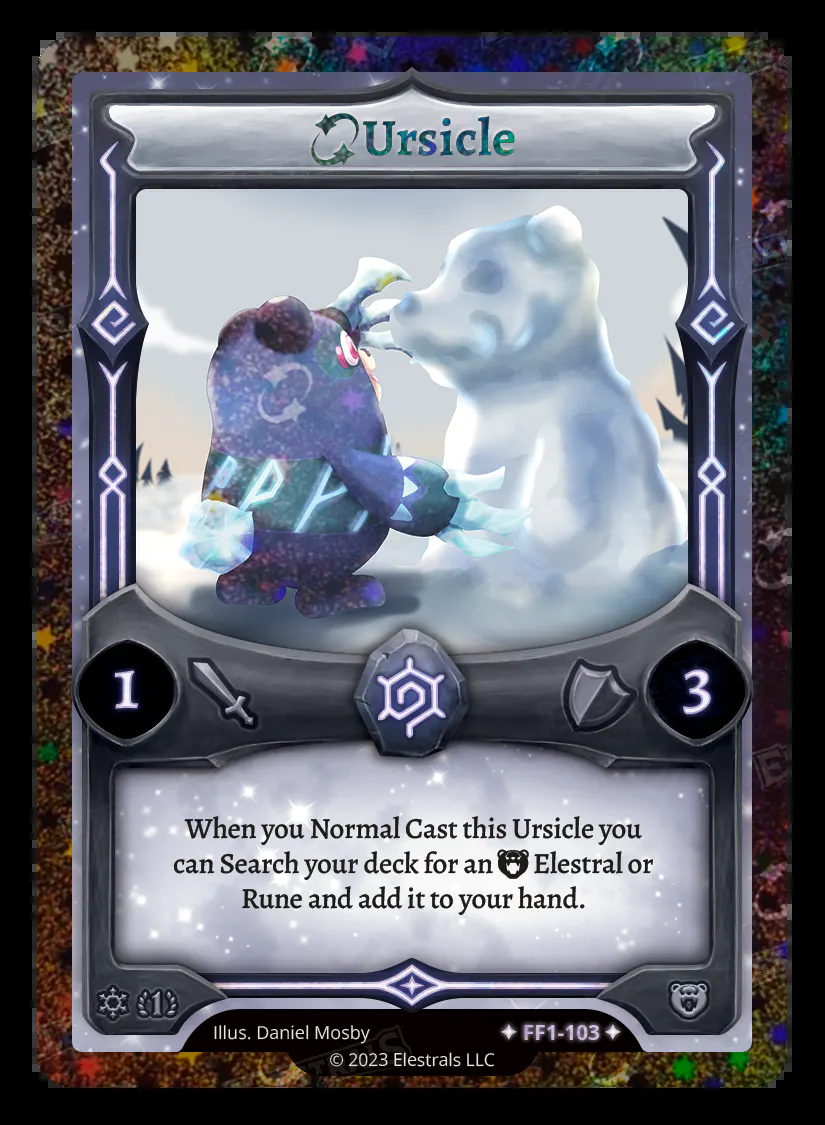 Ursicle
1
3
When you Normal Cast this Ursicle you
can Search your deck for an Elestral or
Rune and add it to your hand.
1
Illus. Daniel Mosby
FF1-103
© 2023 Elestrals LLC